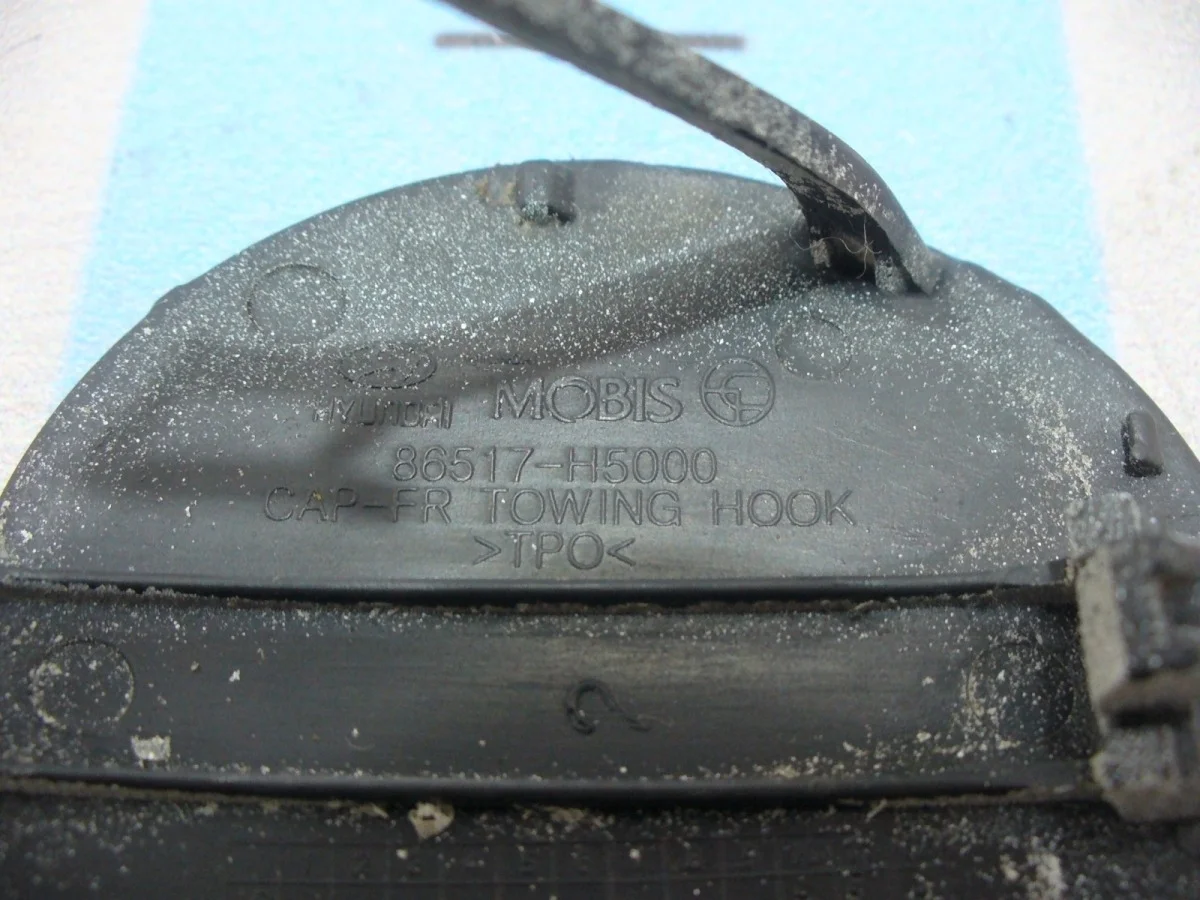 HYUNDAI MOBIS
86517-H5000
CAP-FR TOWING HOOK
>TPO<